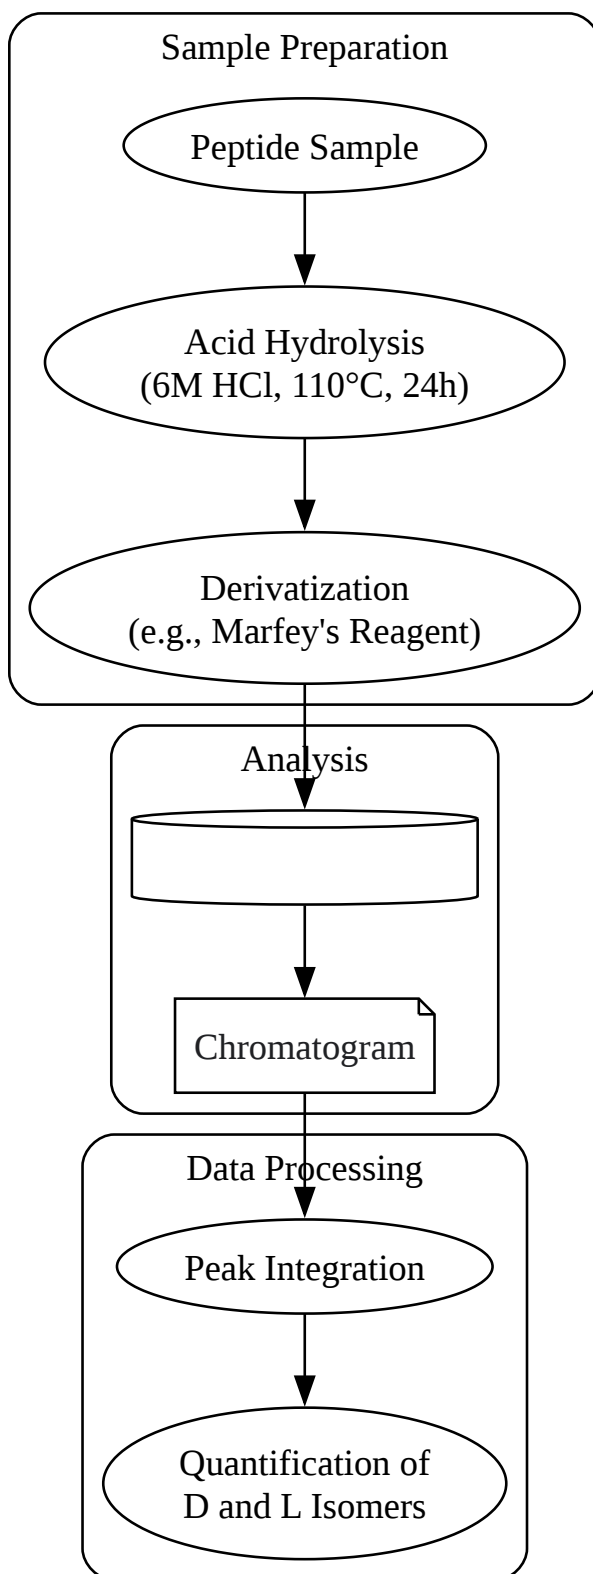 Sample Preparation
Peptide Sample
Acid Hydrolysis
(6M HCl, 110°C, 24h)
Derivatization
(e.g., Marfey's Reagent)
Analysis
Chromatogram
Data Processing
Peak Integration
Quantification of
D and L Isomers